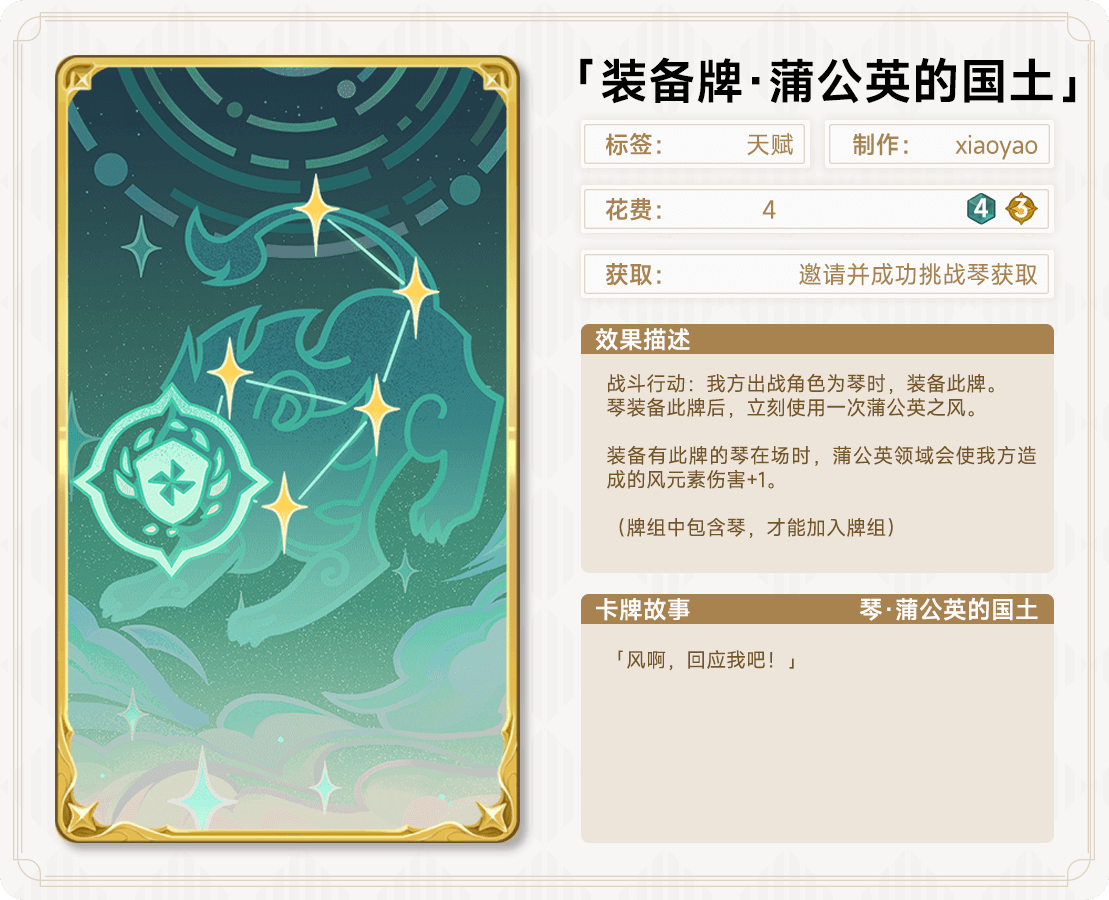 「装备牌·蒲公英的国土」
标签： 天赋 制作： xiaoyao
花费： 4 4 3
获取： 邀请并成功挑战琴获取
效果描述
战斗行动：我方出战角色为琴时，装备此牌。
琴装备此牌后，立刻使用一次蒲公英之风。
装备有此牌的琴在场时，蒲公英领域会使我方造
成的风元素伤害+1。
（牌组中包含琴，才能加入牌组）
卡牌故事 琴·蒲公英的国土
「风啊，回应我吧！」